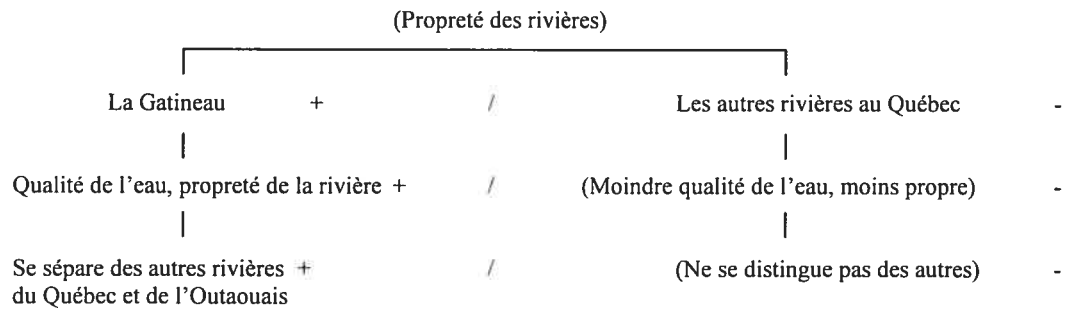 (Propreté des rivières)
La Gatineau + / Les autres rivières au Québec -
Qualité de l'eau, propreté de la rivière + / (Moindre qualité de l'eau, moins propre) -
Se sépare des autres rivières + / (Ne se distingue pas des autres) -
du Québec et de l'Outaouais